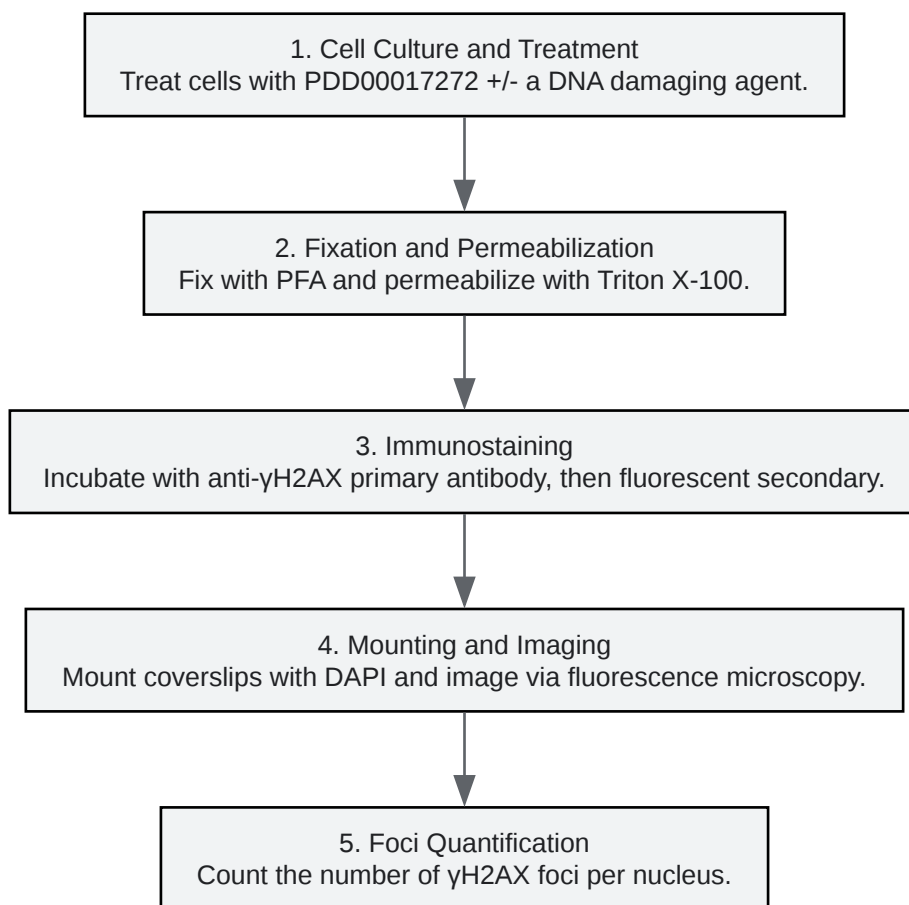 1. Cell Culture and Treatment
Treat cells with PDD00017272 +/- a DNA damaging agent.
2. Fixation and Permeabilization
Fix with PFA and permeabilize with Triton X-100.
3. Immunostaining
Incubate with anti-γH2AX primary antibody, then fluorescent secondary.
4. Mounting and Imaging
Mount coverslips with DAPI and image via fluorescence microscopy.
5. Foci Quantification
Count the number of γH2AX foci per nucleus.